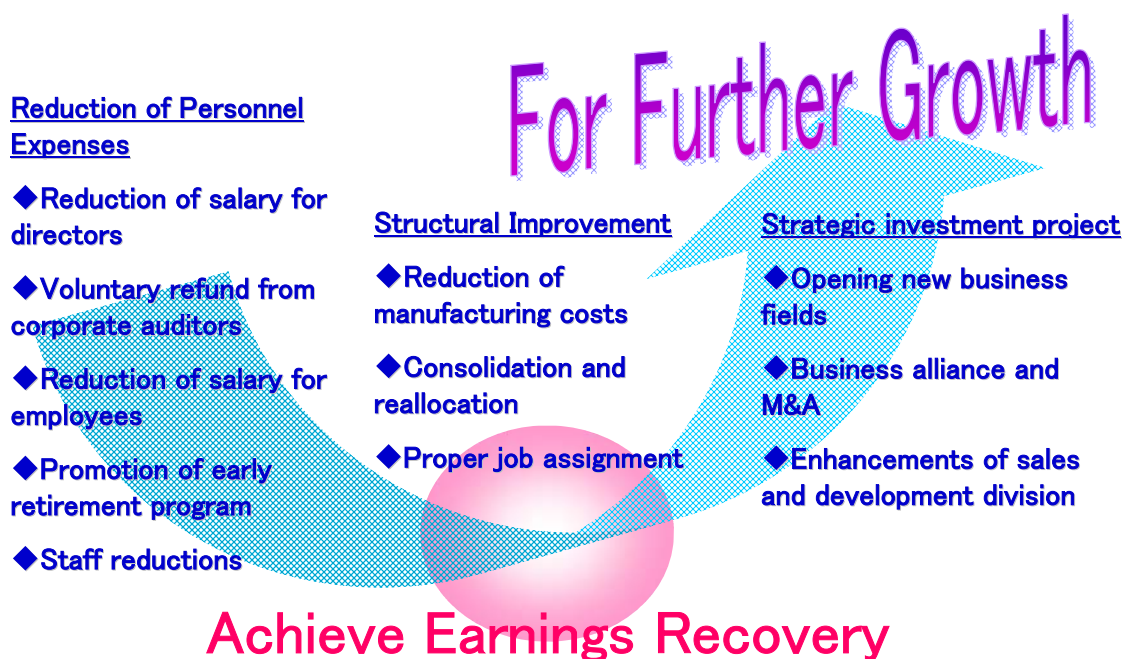 For Further Growth
Reduction of Personnel
Expenses
◆Reduction of salary for
directors
◆Voluntary refund from
corporate auditors
◆Reduction of salary for
employees
◆Promotion of early
retirement program
◆Staff reductions
Structural Improvement
◆Reduction of
manufacturing costs
◆Consolidation and
reallocation
◆Proper job assignment
Strategic investment project
◆Opening new business
fields
◆Business alliance and
M&A
◆Enhancements of sales
and development division
Achieve Earnings Recovery